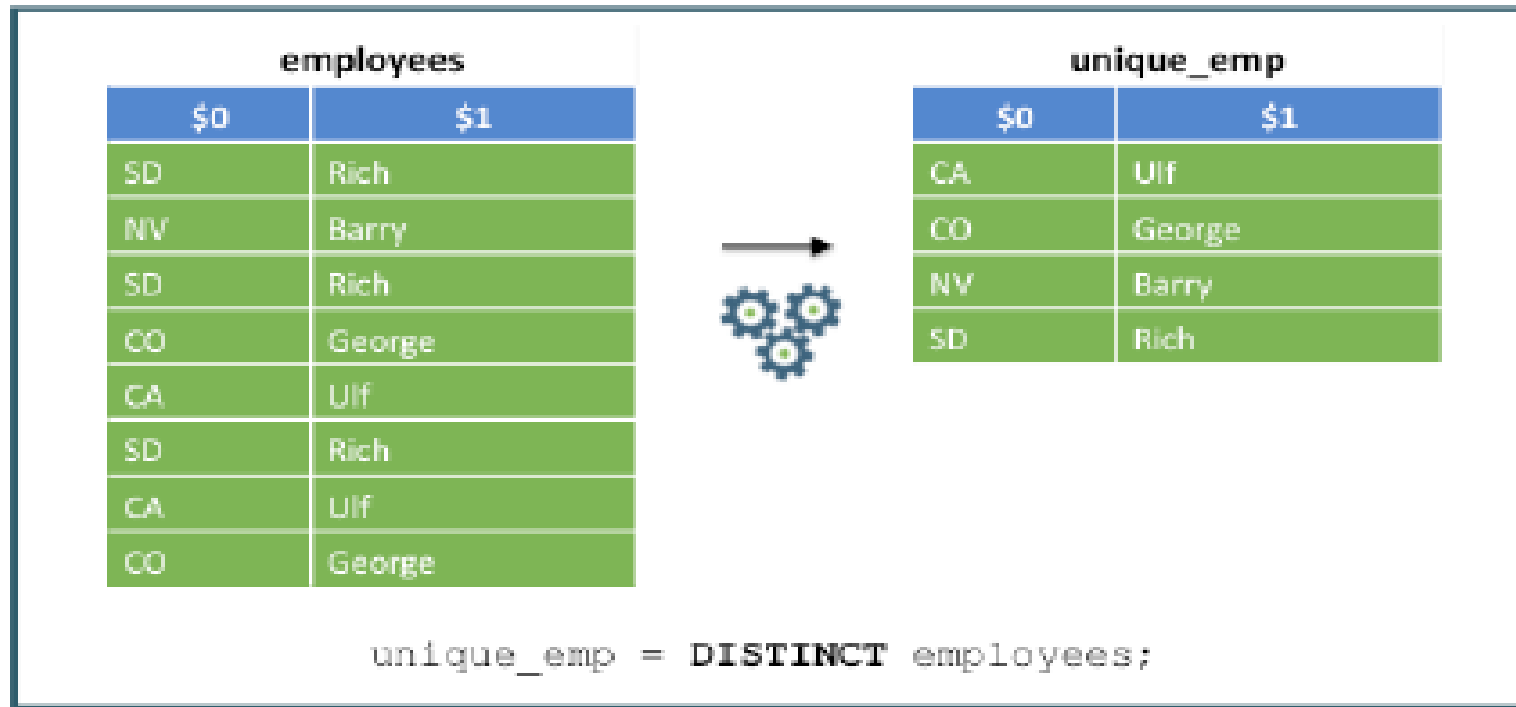 employees
$0 $1
SD Rich
NV Barry
SD Rich
CO George
CA Ulf
SD Rich
CA Ulf
CO George
unique_emp
$0 $1
CA Ulf
CO George
NV Barry
SD Rich
unique_emp = DISTINCT employees;